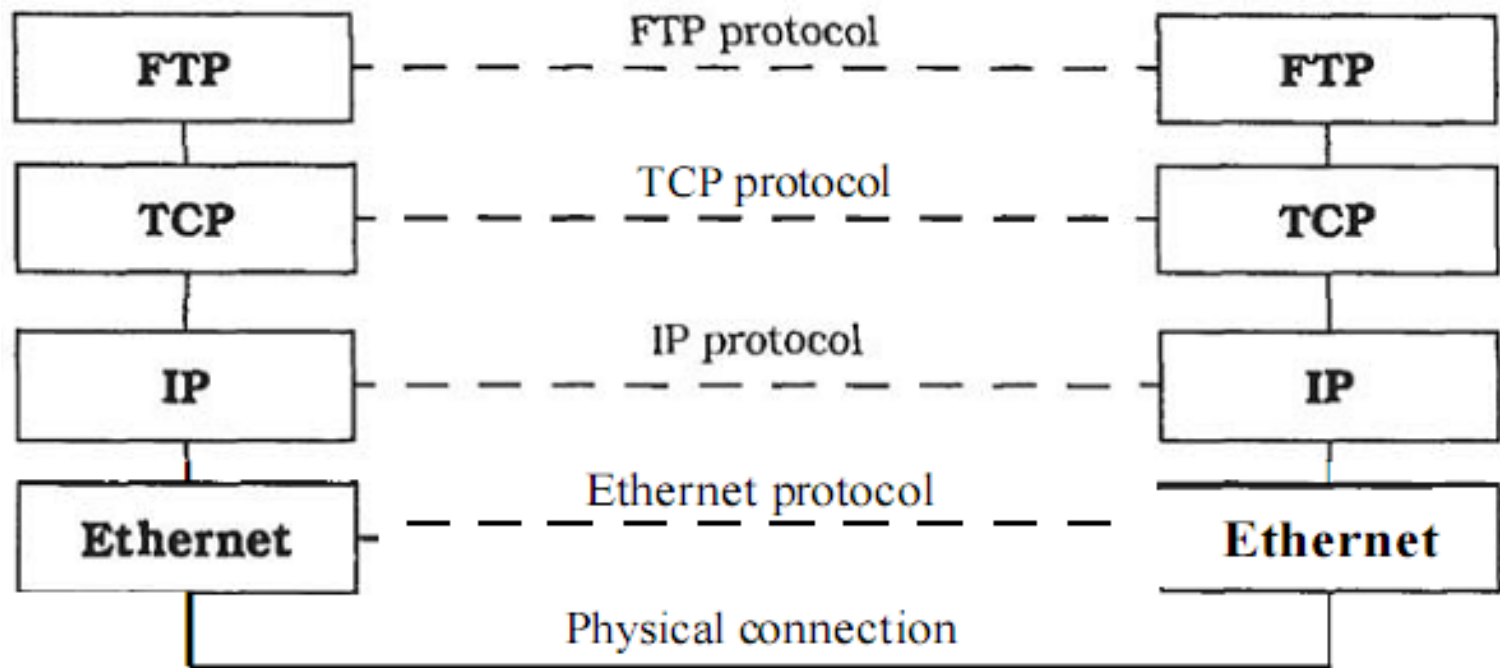 FTP protocol
FTP
FTP
TCP protocol
TCP
TCP
IP protocol
IP
IP
Ethernet protocol
Ethernet
Ethernet
Physical connection